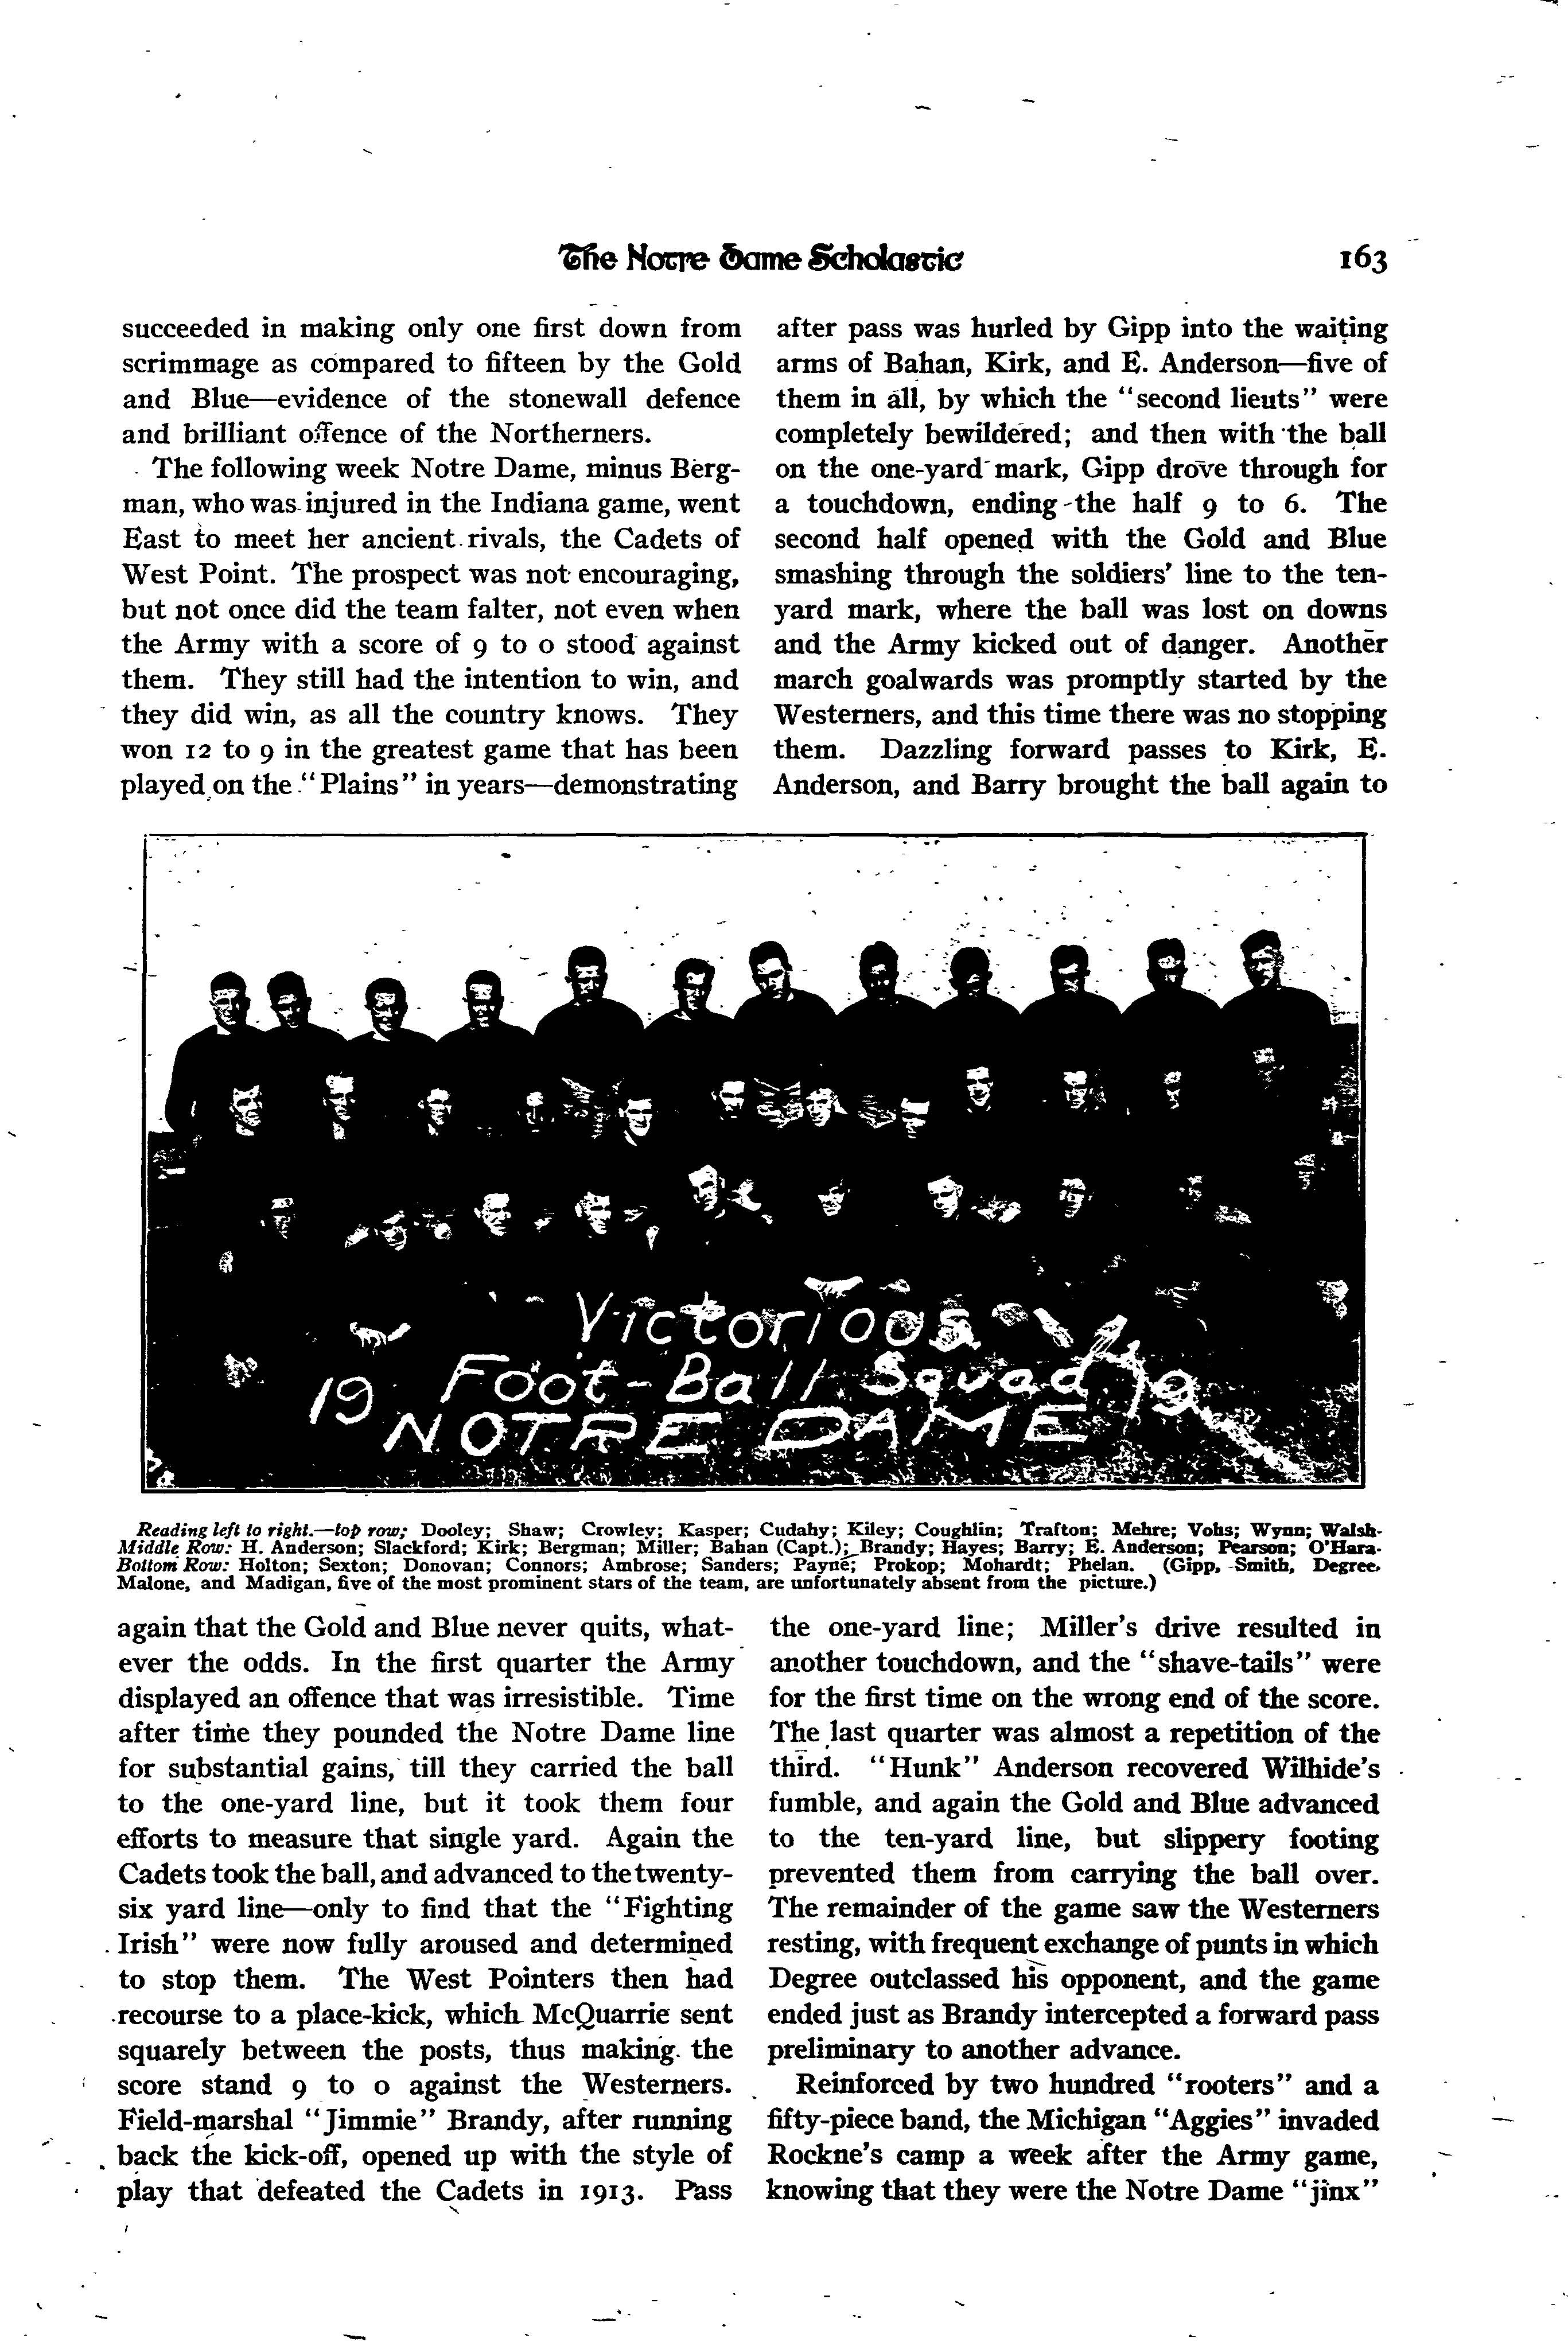 The Notre Dame Scholastic
163
succeeded in making only one first down from
scrimmage as compared to fifteen by the Gold
and Blue—evidence of the stonewall defence
and brilliant offence of the Northerners.
The following week Notre Dame, minus Berg-
man, who was injured in the Indiana game, went
East to meet her ancient rivals, the Cadets of
West Point. The prospect was not encouraging,
but not once did the team falter, not even when
the Army with a score of 9 to 0 stood against
them. They still had the intention to win, and
they did win, as all the country knows. They
won 12 to 9 in the greatest game that has been
played on the "Plains" in years—demonstrating
after pass was hurled by Gipp into the waiting
arms of Bahan, Kirk, and E. Anderson—five of
them in all, by which the "second lieuts" were
completely bewildered; and then with the ball
on the one-yard mark, Gipp drove through for
a touchdown, ending the half 9 to 6. The
second half opened with the Gold and Blue
smashing through the soldiers' line to the ten-
yard mark, where the ball was lost on downs
and the Army kicked out of danger. Another
march goalwards was promptly started by the
Westerners, and this time there was no stopping
them. Dazzling forward passes to Kirk, E.
Anderson, and Barry brought the ball again to
Victorious
19 Foot-Ball Squad 19
NOTRE DAME
Reading left to right.—top row; Dooley; Shaw; Crowley; Kasper; Cudahy; Kiley; Coughlin; Trafton; Mehre; Vohs; Wynn; Walsh-
Middle Row: H. Anderson; Slackford; Kirk; Bergman; Miller; Bahan (Capt.); Brandy; Hayes; Barry; E. Anderson; Pearson; O'Hara-
Bottom Row: Holton; Sexton; Donovan; Connors; Ambrose; Sanders; Payne; Prokop; Mohardt; Phelan. (Gipp, Smith, Degree,
Malone, and Madigan, five of the most prominent stars of the team, are unfortunately absent from the picture.)
again that the Gold and Blue never quits, what-
ever the odds. In the first quarter the Army
displayed an offence that was irresistible. Time
after time they pounded the Notre Dame line
for substantial gains, till they carried the ball
to the one-yard line, but it took them four
efforts to measure that single yard. Again the
Cadets took the ball, and advanced to the twenty-
six yard line—only to find that the "Fighting
Irish" were now fully aroused and determined
to stop them. The West Pointers then had
recourse to a place-kick, which McQuarrie sent
squarely between the posts, thus making the
score stand 9 to 0 against the Westerners.
Field-marshal "Jimmie" Brandy, after running
back the kick-off, opened up with the style of
play that defeated the Cadets in 1913. Pass
the one-yard line; Miller's drive resulted in
another touchdown, and the "shave-tails" were
for the first time on the wrong end of the score.
The last quarter was almost a repetition of the
third. "Hunk" Anderson recovered Wilhide's
fumble, and again the Gold and Blue advanced
to the ten-yard line, but slippery footing
prevented them from carrying the ball over.
The remainder of the game saw the Westerners
resting, with frequent exchange of punts in which
Degree outclassed his opponent, and the game
ended just as Brandy intercepted a forward pass
preliminary to another advance.
Reinforced by two hundred "rooters" and a
fifty-piece band, the Michigan "Aggies" invaded
Rockne's camp a week after the Army game,
knowing that they were the Notre Dame "jinx"